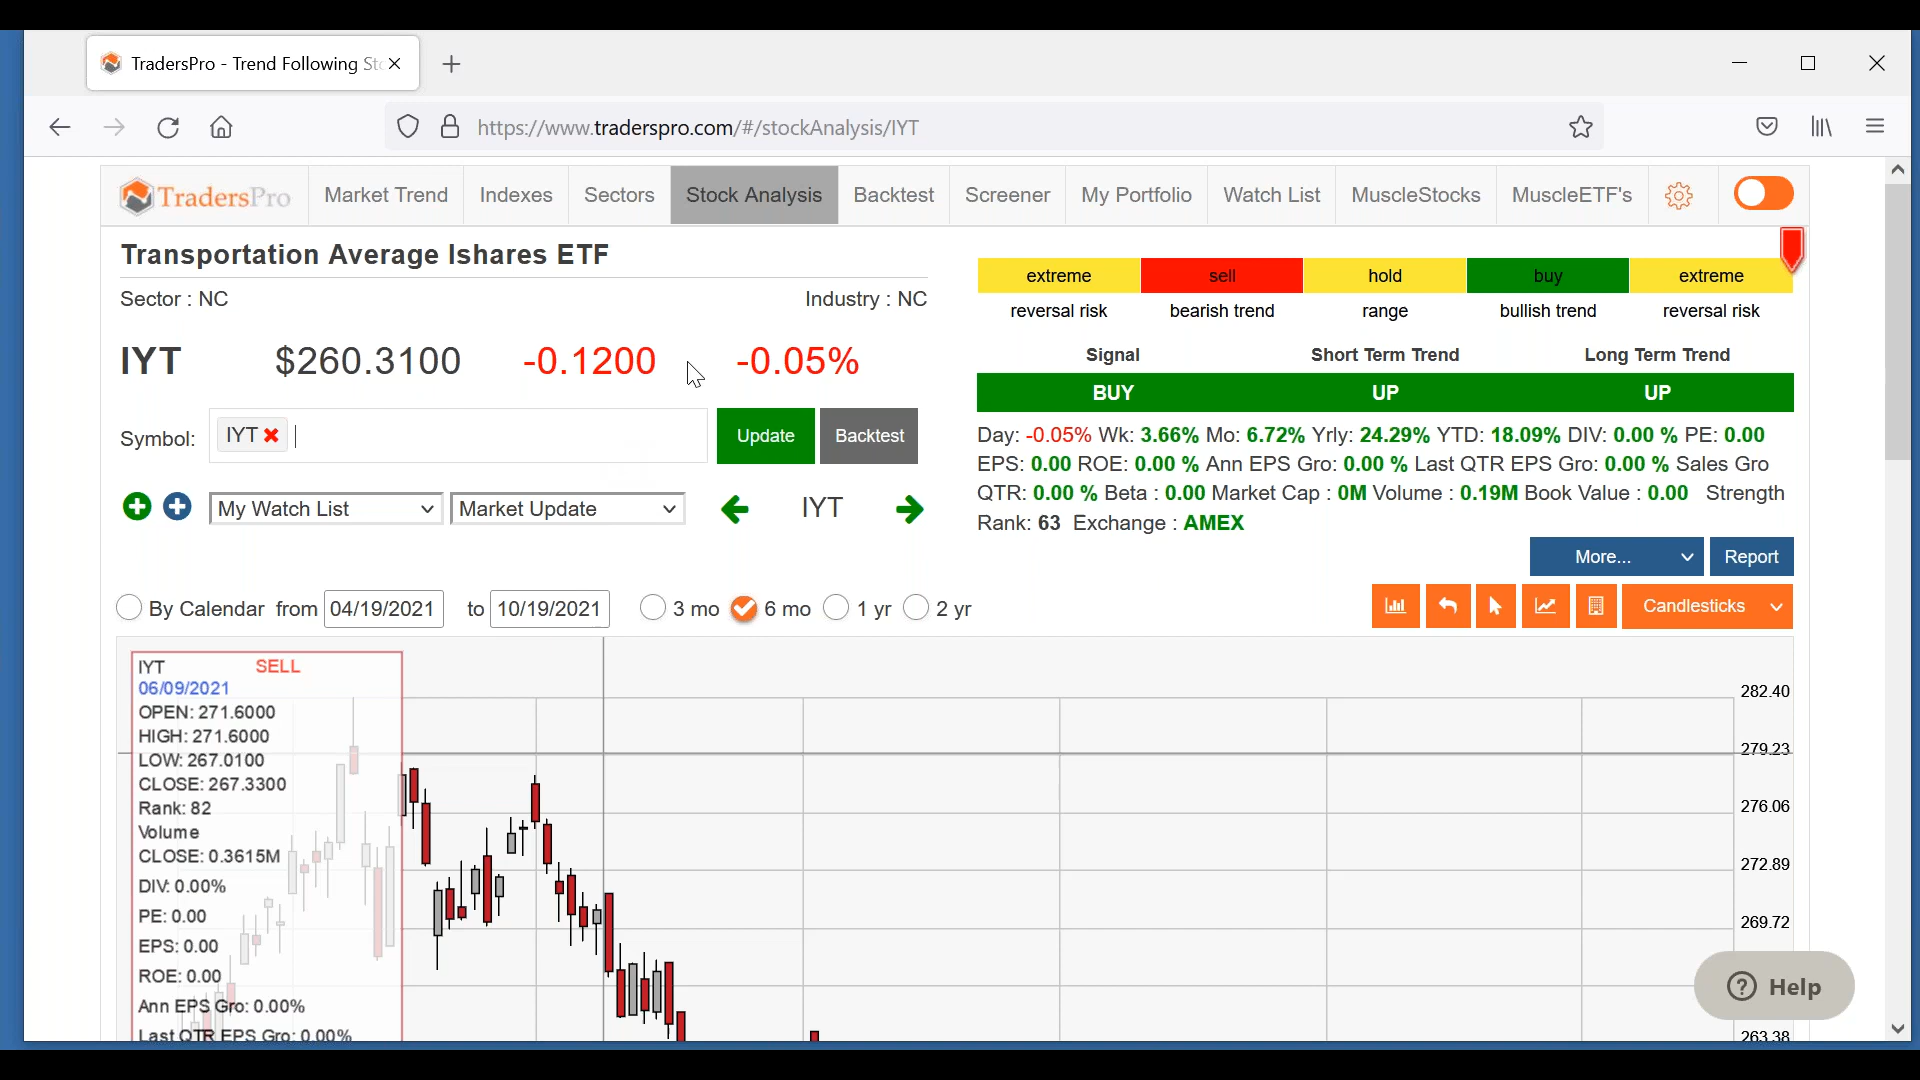 TradersPro - Trend Following Sto
https://www.traderspro.com/#/stockAnalysis/IYT
TradersPro Market Trend Indexes Sectors Stock Analysis Backtest Screener My Portfolio Watch List MuscleStocks MuscleETF's
Transportation Average Ishares ETF
Sector : NC Industry : NC
IYT $260.3100 -0.1200 -0.05%
Symbol: IYT Update Backtest
My Watch List Market Update IYT
extreme sell hold buy extreme
reversal risk bearish trend range bullish trend reversal risk
Signal Short Term Trend Long Term Trend
BUY UP UP
Day: -0.05% Wk: 3.66% Mo: 6.72% Yrly: 24.29% YTD: 18.09% DIV: 0.00 % PE: 0.00
EPS: 0.00 ROE: 0.00 % Ann EPS Gro: 0.00 % Last QTR EPS Gro: 0.00 % Sales Gro
QTR: 0.00 % Beta : 0.00 Market Cap : 0M Volume : 0.19M Book Value : 0.00 Strength
Rank: 63 Exchange : AMEX
More... Report
By Calendar from 04/19/2021 to 10/19/2021 3 mo 6 mo 1 yr 2 yr
Candlesticks
IYT SELL
06/09/2021
OPEN: 271.6000
HIGH: 271.6000
LOW: 267.0100
CLOSE: 267.3300
Rank: 82
Volume
CLOSE: 0.3615M
DIV: 0.00%
PE: 0.00
EPS: 0.00
ROE: 0.00
Ann EPS Gro: 0.00%
Last QTR EPS Gro: 0.00%
282.40
279.23
276.06
272.89
269.72
263.38
Help